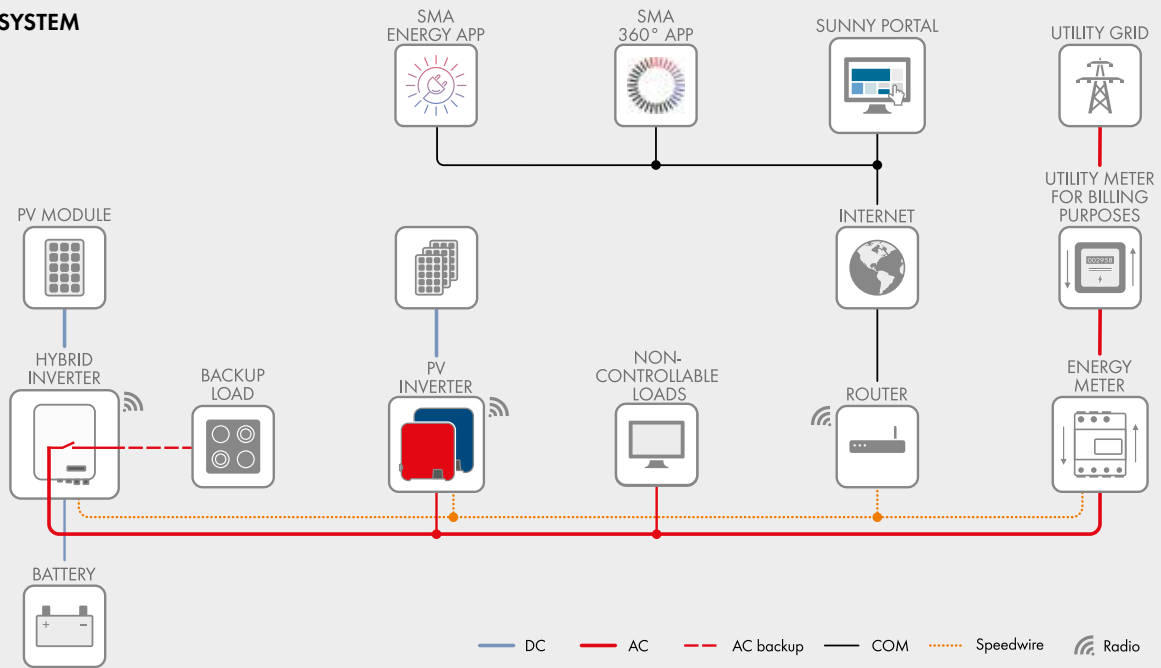 SYSTEM
SMA
ENERGY APP
SMA
360° APP
SUNNY PORTAL
UTILITY GRID
UTILITY METER
FOR BILLING
PURPOSES
PV MODULE
INTERNET
002958
HYBRID
INVERTER
BACKUP
LOAD
PV
INVERTER
NON-
CONTROLLABLE
LOADS
ROUTER
ENERGY
METER
BATTERY
+ −
DC
AC
AC backup
COM
Speedwire
Radio